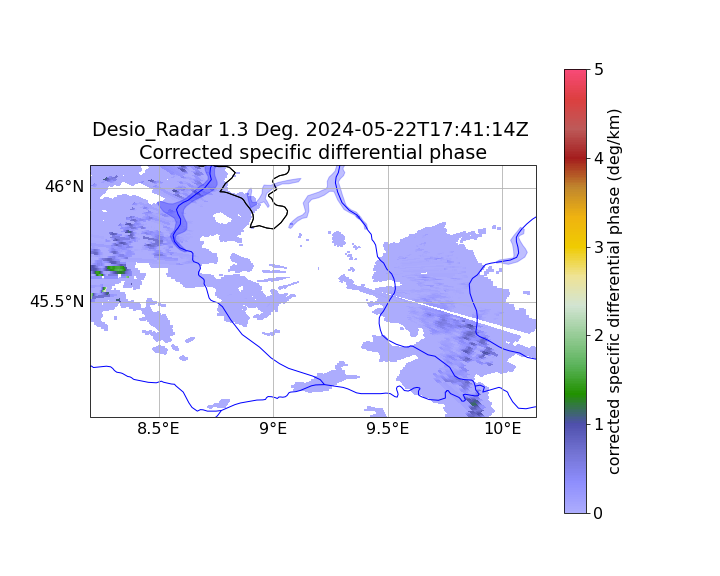 Desio_Radar 1.3 Deg. 2024-05-22T17:41:14Z
Corrected specific differential phase
46°N
45.5°N
8.5°E
9°E
9.5°E
10°E
5
4
3
2
1
0
corrected specific differential phase (deg/km)